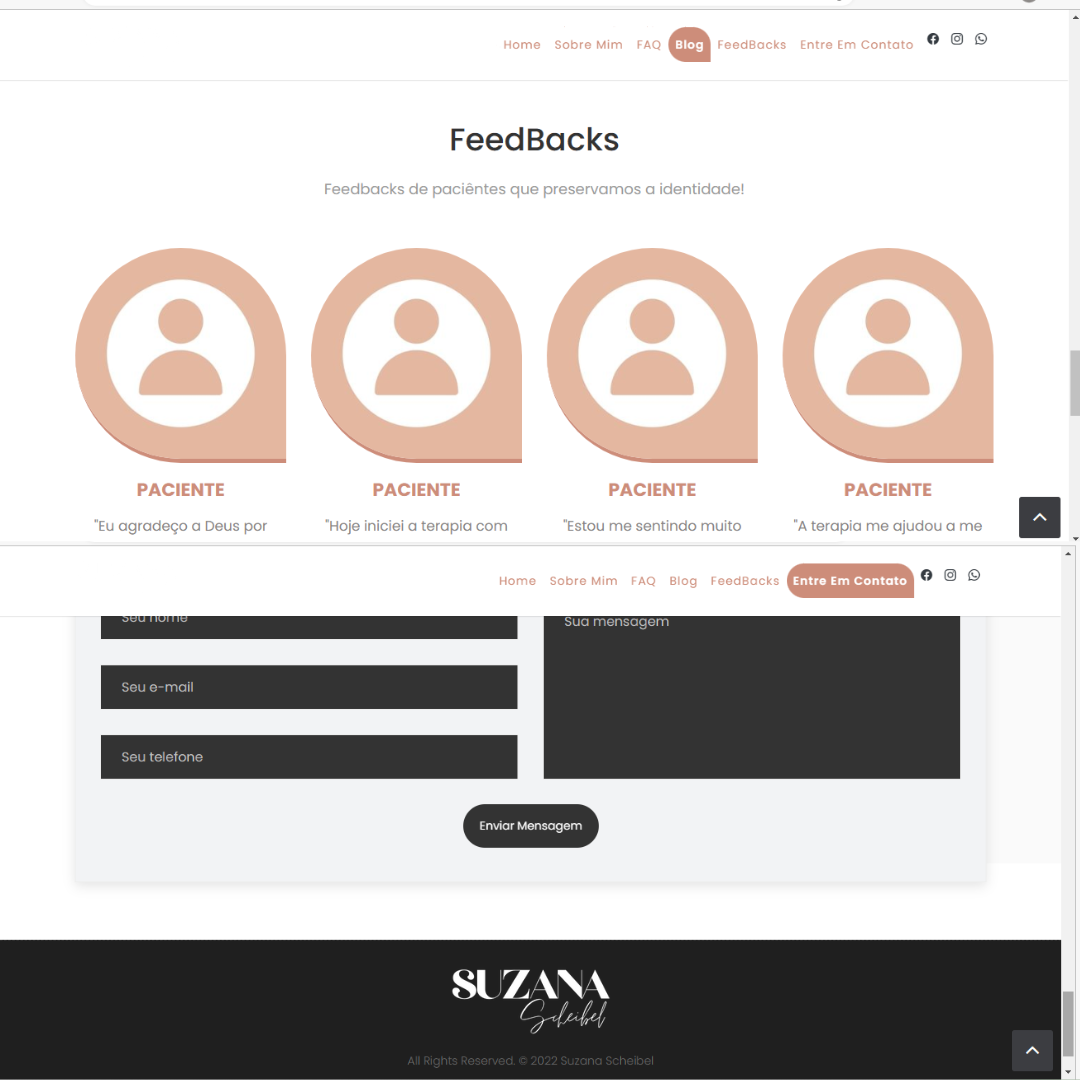 Home Sobre Mim FAQ Blog FeedBacks Entre Em Contato
FeedBacks
Feedbacks de paciêntes que preservamos a identidade!
PACIENTE PACIENTE PACIENTE PACIENTE
"Eu agradeço a Deus por "Hoje iniciei a terapia com "Estou me sentindo muito "A terapia me ajudou a me
Home Sobre Mim FAQ Blog FeedBacks Entre Em Contato
Seu nome Sua mensagem
Seu e-mail
Seu telefone
Enviar Mensagem
SUZANA
Scheibel
All Rights Reserved. © 2022 Suzana Scheibel